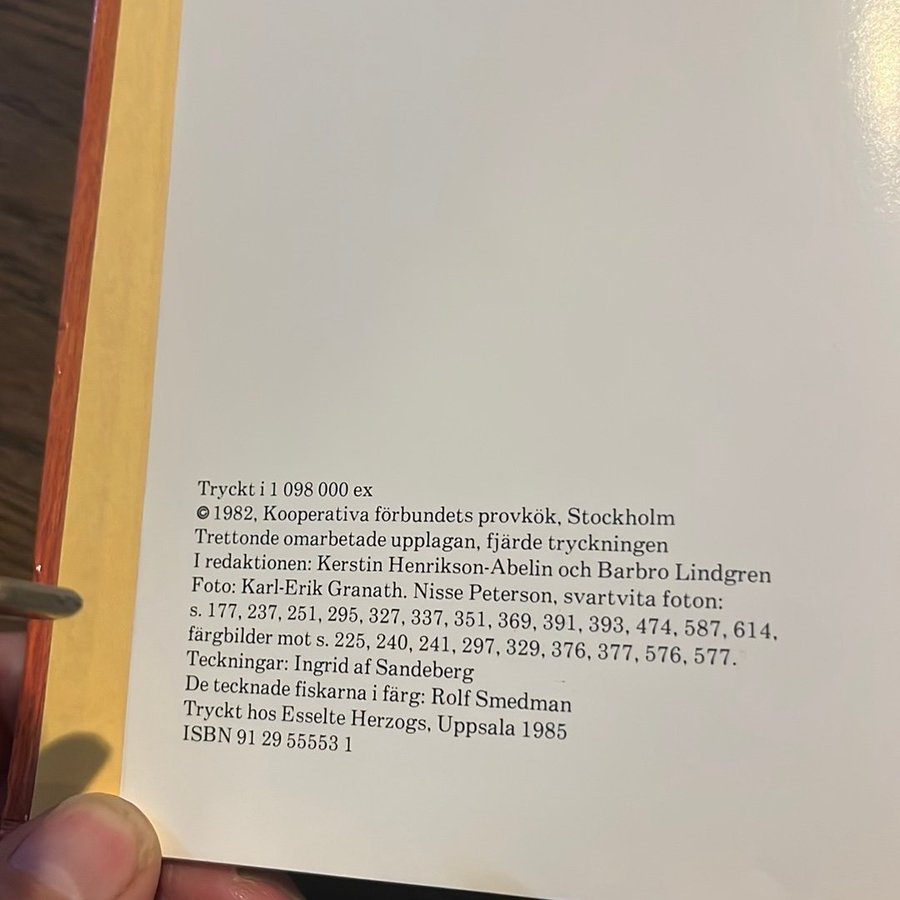 Tryckt i 1 098 000 ex
© 1982, Kooperativa förbundets provkök, Stockholm
Trettonde omarbetade upplagan, fjärde tryckningen
I redaktionen: Kerstin Henrikson-Abelin och Barbro Lindgren
Foto: Karl-Erik Granath. Nisse Peterson, svartvita foton:
s. 177, 237, 251, 295, 327, 337, 351, 369, 391, 393, 474, 587, 614,
färgbilder mot s. 225, 240, 241, 297, 329, 376, 377, 576, 577.
Teckningar: Ingrid af Sandeberg
De tecknade fiskarna i färg: Rolf Smedman
Tryckt hos Esselte Herzogs, Uppsala 1985
ISBN 91 29 55553 1